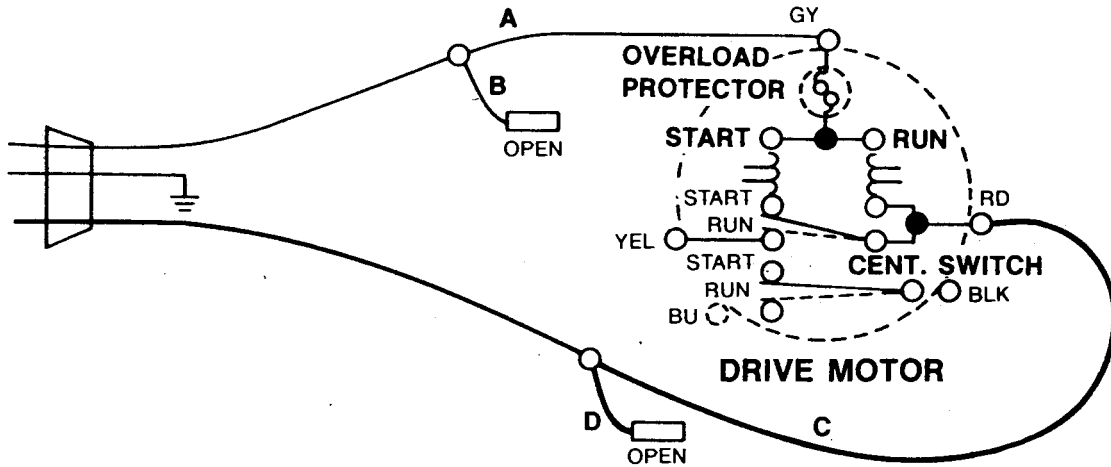 A
GY
OVERLOAD
PROTECTOR
B
OPEN
START
RUN
START
RD
RUN
YEL
START
CENT. SWITCH
RUN
BLK
BU
DRIVE MOTOR
D
C
OPEN